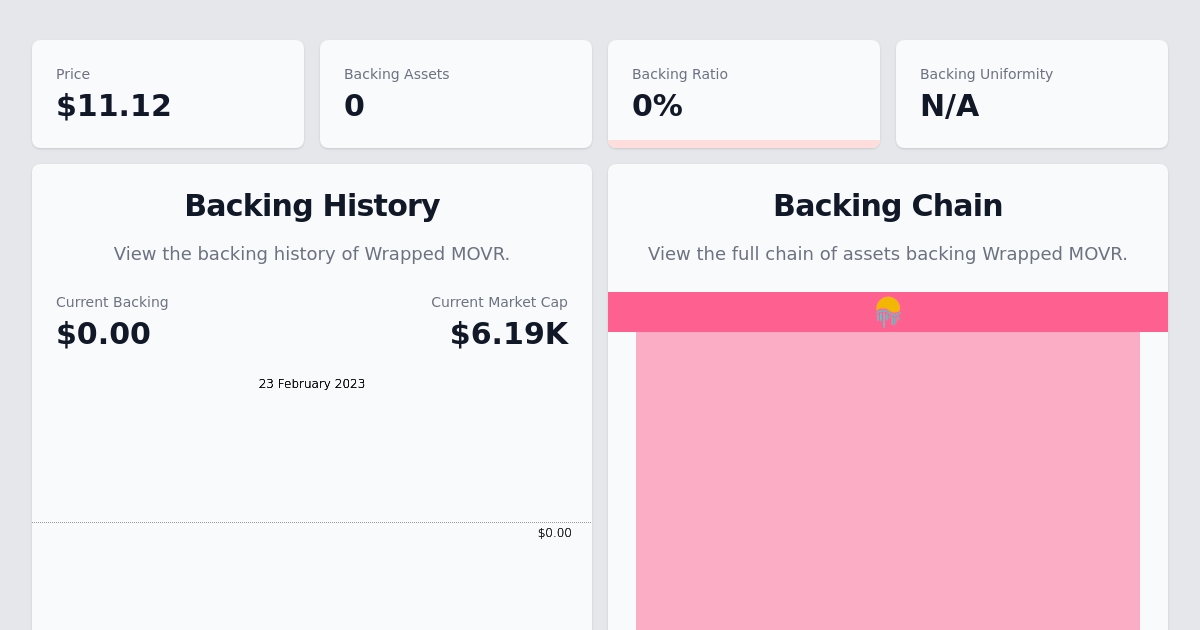 Price
$11.12
Backing Assets
0
Backing Ratio
0%
Backing Uniformity
N/A
Backing History
View the backing history of Wrapped MOVR.
Current Backing
$0.00
Current Market Cap
$6.19K
23 February 2023
$0.00
Backing Chain
View the full chain of assets backing Wrapped MOVR.